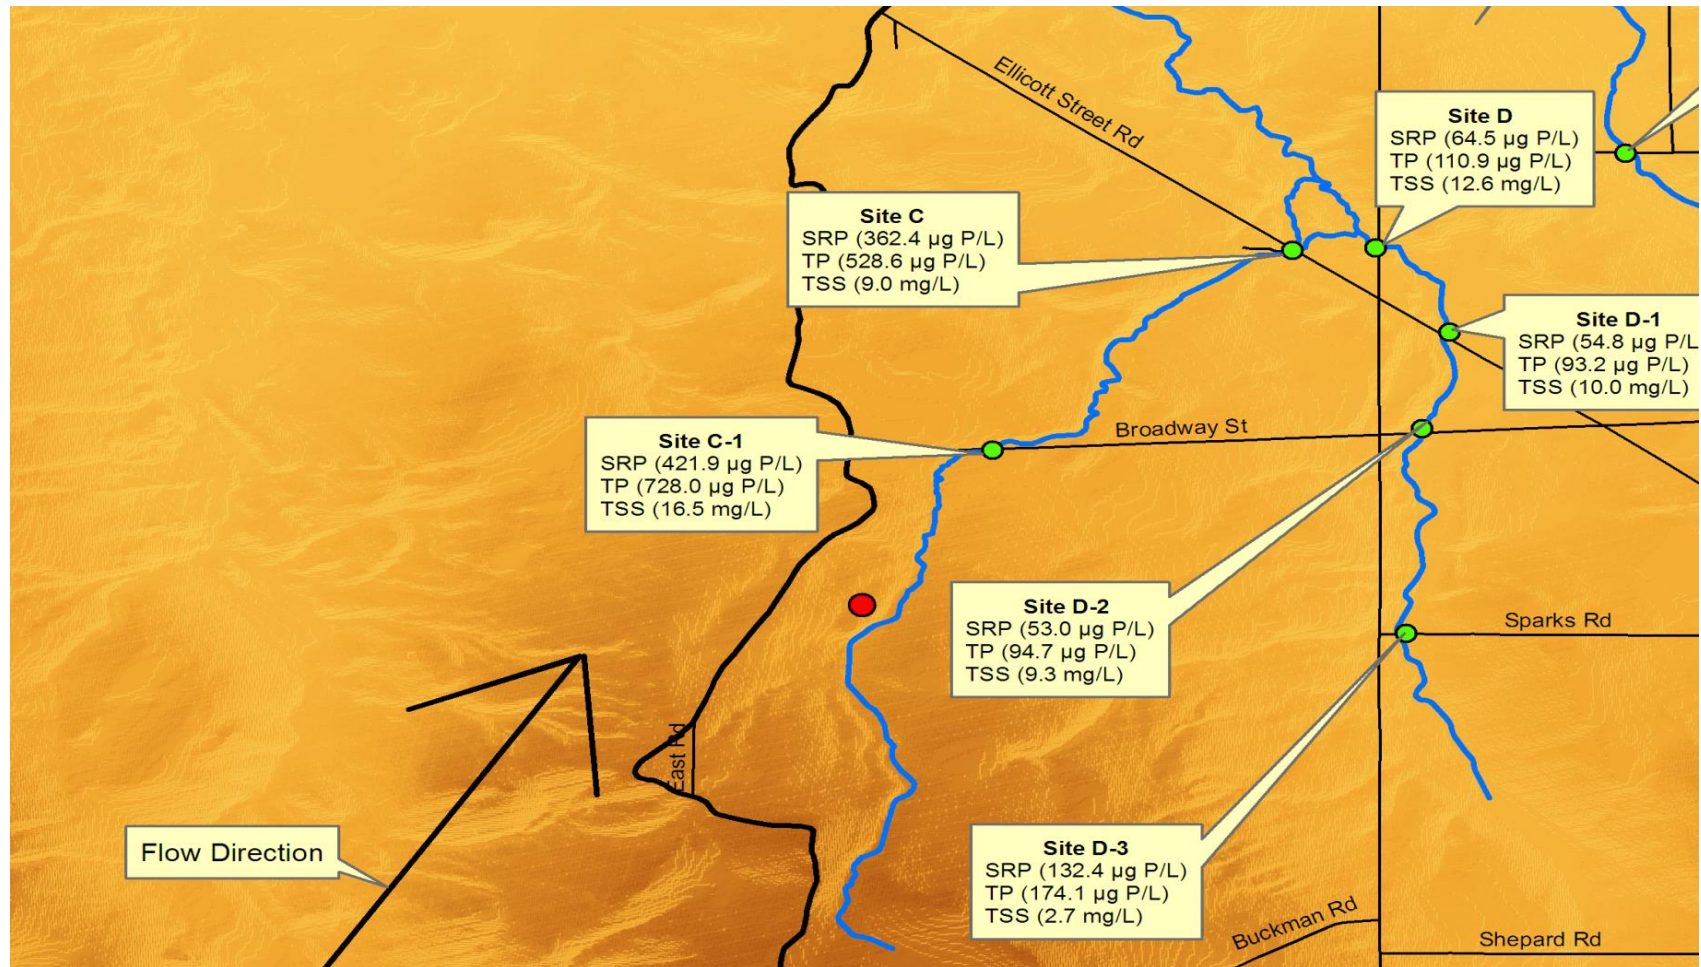 Ellicott Street Rd
Site D
SRP (64.5 µg P/L)
TP (110.9 µg P/L)
TSS (12.6 mg/L)
Site C
SRP (362.4 µg P/L)
TP (528.6 µg P/L)
TSS (9.0 mg/L)
Site D-1
SRP (54.8 µg P/L
TP (93.2 µg P/L)
TSS (10.0 mg/L)
Broadway St
Site C-1
SRP (421.9 µg P/L)
TP (728.0 µg P/L)
TSS (16.5 mg/L)
Site D-2
SRP (53.0 µg P/L)
TP (94.7 µg P/L)
TSS (9.3 mg/L)
Sparks Rd
East Rd
Flow Direction
Site D-3
SRP (132.4 µg P/L)
TP (174.1 µg P/L)
TSS (2.7 mg/L)
Buckman Rd
Shepard Rd